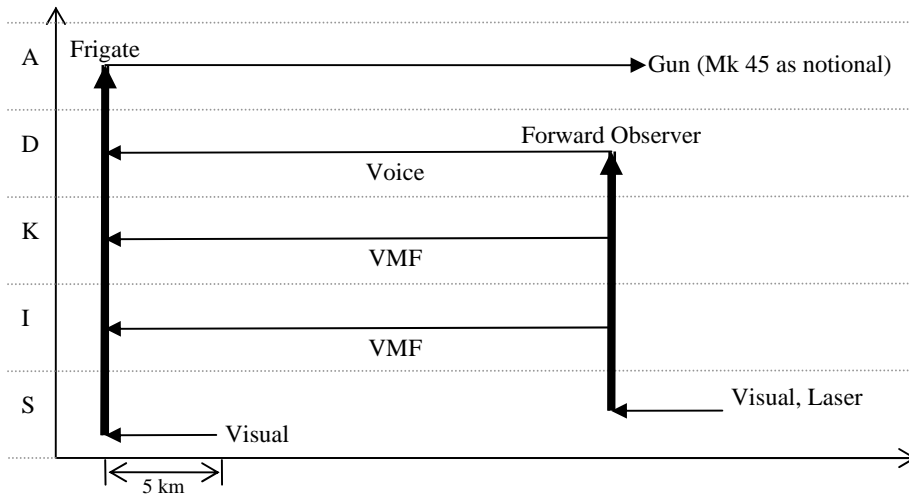 A
Frigate
Gun (Mk 45 as notional)
D
Forward Observer
Voice
K
VMF
I
VMF
S
Visual, Laser
Visual
5 km